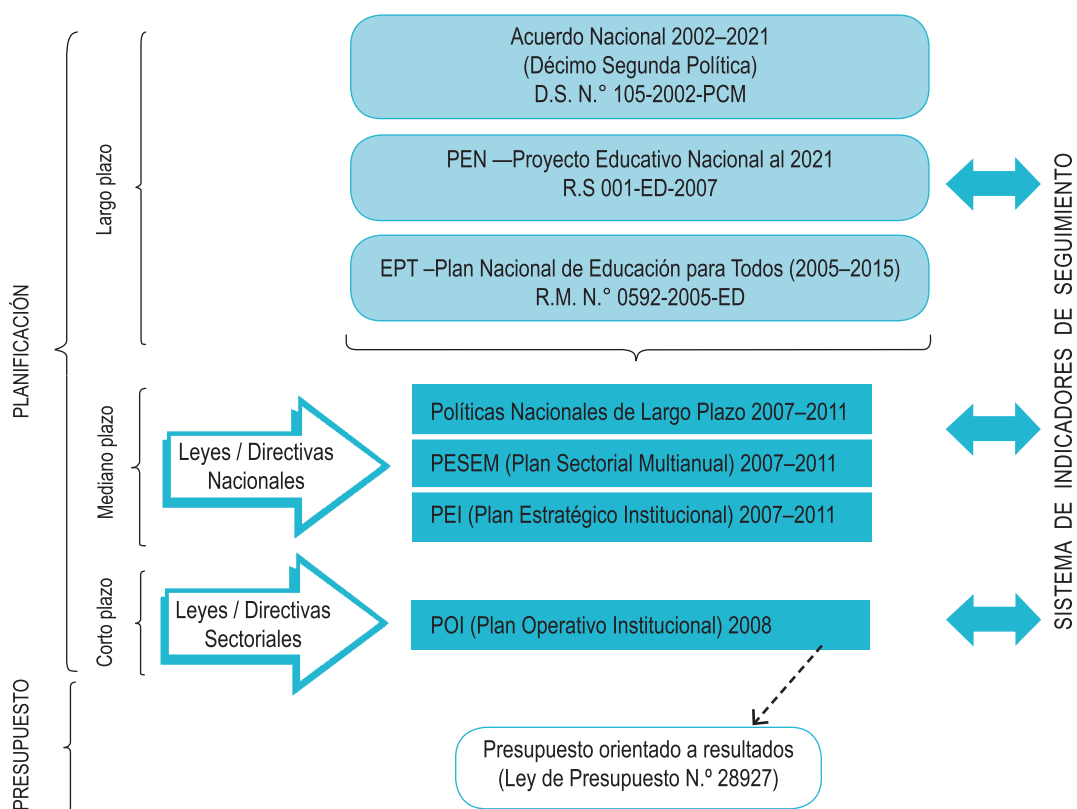 PLANIFICACIÓN
Largo plazo
Acuerdo Nacional 2002–2021
(Décimo Segunda Política)
D.S. N.° 105-2002-PCM
PEN —Proyecto Educativo Nacional al 2021
R.S 001-ED-2007
EPT –Plan Nacional de Educación para Todos (2005–2015)
R.M. N.° 0592-2005-ED
Mediano plazo
Leyes / Directivas
Nacionales
Políticas Nacionales de Largo Plazo 2007–2011
PESEM (Plan Sectorial Multianual) 2007–2011
PEI (Plan Estratégico Institucional) 2007–2011
Corto plazo
Leyes / Directivas
Sectoriales
POI (Plan Operativo Institucional) 2008
PRESUPUESTO
Presupuesto orientado a resultados
(Ley de Presupuesto N.º 28927)
SISTEMA DE INDICADORES DE SEGUIMIENTO